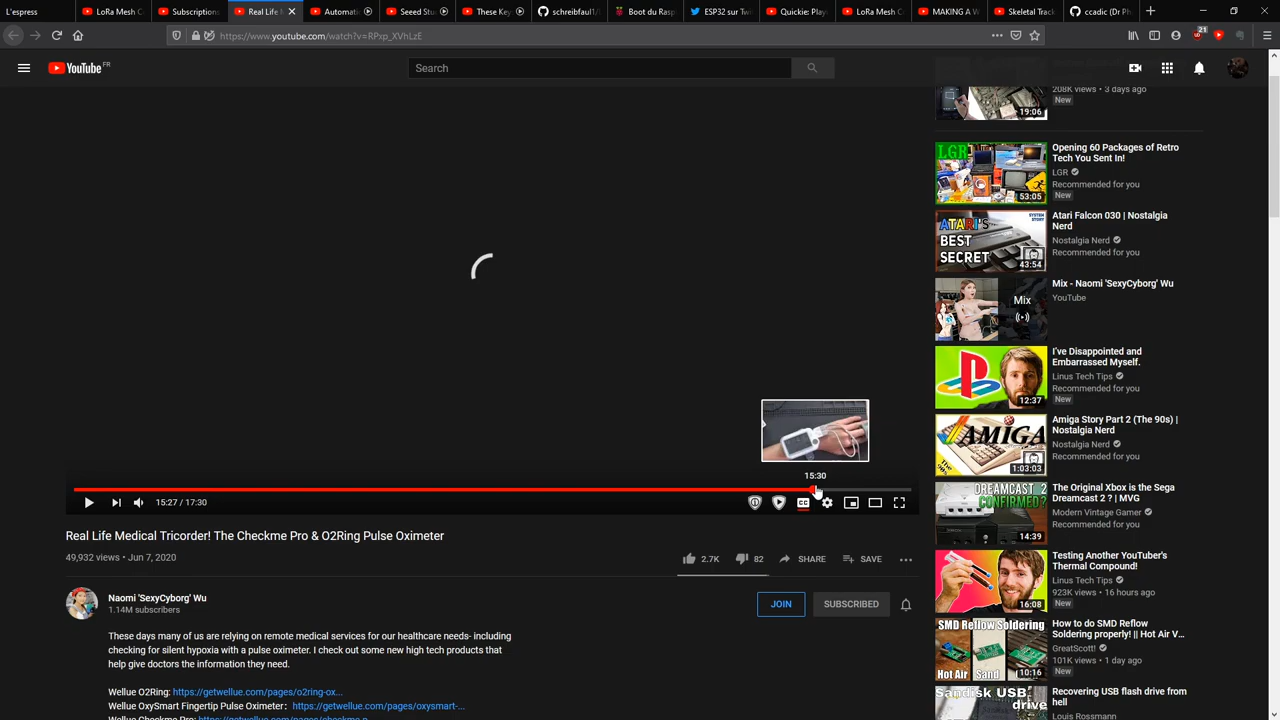 L'espress
LoRa Mesh C
Subscriptions
Real Life M
Automatic
Seeed Stu
These Key
schreibfaul1/
Boot du Rasp
ESP32 sur Tw
Quickie: Play
LoRa Mesh C
MAKING A W
Skeletal Track
ccadic (Dr Ph
https://www.youtube.com/watch?v=RPxp_XVhLzE
21
YouTube FR
Search
208K views • 3 days ago
New
19:06
15:30
15:27 / 17:30
CC
Real Life Medical Tricorder! The Checkme Pro & O2Ring Pulse Oximeter
49,932 views • Jun 7, 2020
2.7K
82
SHARE
SAVE
Naomi 'SexyCyborg' Wu
1.14M subscribers
JOIN
SUBSCRIBED
These days many of us are relying on telemedical services for our healthcare needs- including
checking for silent hypoxia with a pulse oximeter. I check out some new high tech products that
help give doctors the information they need.
Wellue O2Ring: https://getwellue.com/pages/o2ring-ox...
Wellue OxySmart Fingertip Pulse Oximeter: https://getwellue.com/pages/oxysmart-...
Wellue Checkme Pro: https://getwellue.com/pages/checkme-p...
LGR
53:05
Opening 60 Packages of Retro
Tech You Sent In!
LGR
Recommended for you
New
ATARI'S
BEST
SECRET
SYSTEM
STORY
43:54
Atari Falcon 030 | Nostalgia
Nerd
Nostalgia Nerd
Recommended for you
Mix
Mix - Naomi 'SexyCyborg' Wu
YouTube
12:37
I've Disappointed and
Embarrassed Myself.
Linus Tech Tips
Recommended for you
New
AMIGA
1:03:03
Amiga Story Part 2 (The 90s) |
Nostalgia Nerd
Nostalgia Nerd
Recommended for you
DREAMCAST 2
CONFIRMED?
14:39
The Original Xbox is the Sega
Dreamcast 2 ? | MVG
Modern Vintage Gamer
Recommended for you
16:08
Testing Another YouTuber's
Thermal Compound!
Linus Tech Tips
923K views • 16 hours ago
New
SMD Reflow Soldering
Hot Air
10:16
How to do SMD Reflow
Soldering properly! || Hot Air V...
GreatScott!
101K views • 1 day ago
New
Sandisk USB
drive
Recovering USB flash drive from
hell
Louis Rossmann